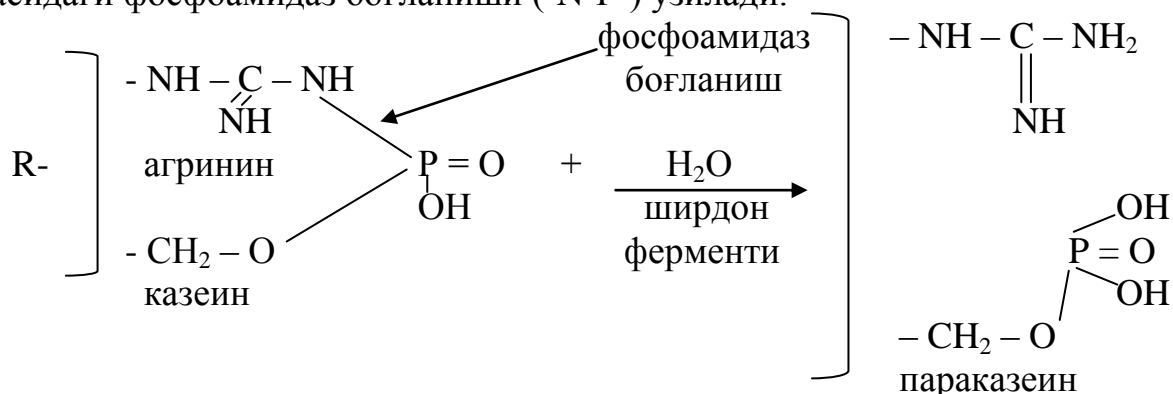 асидаги фосфоамидаз боғланиши (-N-P-) узилади:
фосфоамидаз
боғланиш
- NH – C – NH
NH
агринин
R-
P = O
OH
- CH₂ – O
казеин
+
H₂O
ширдон
ферменти
– NH – C – NH₂
NH
OH
P = O
OH
– CH₂ – O
параказеин